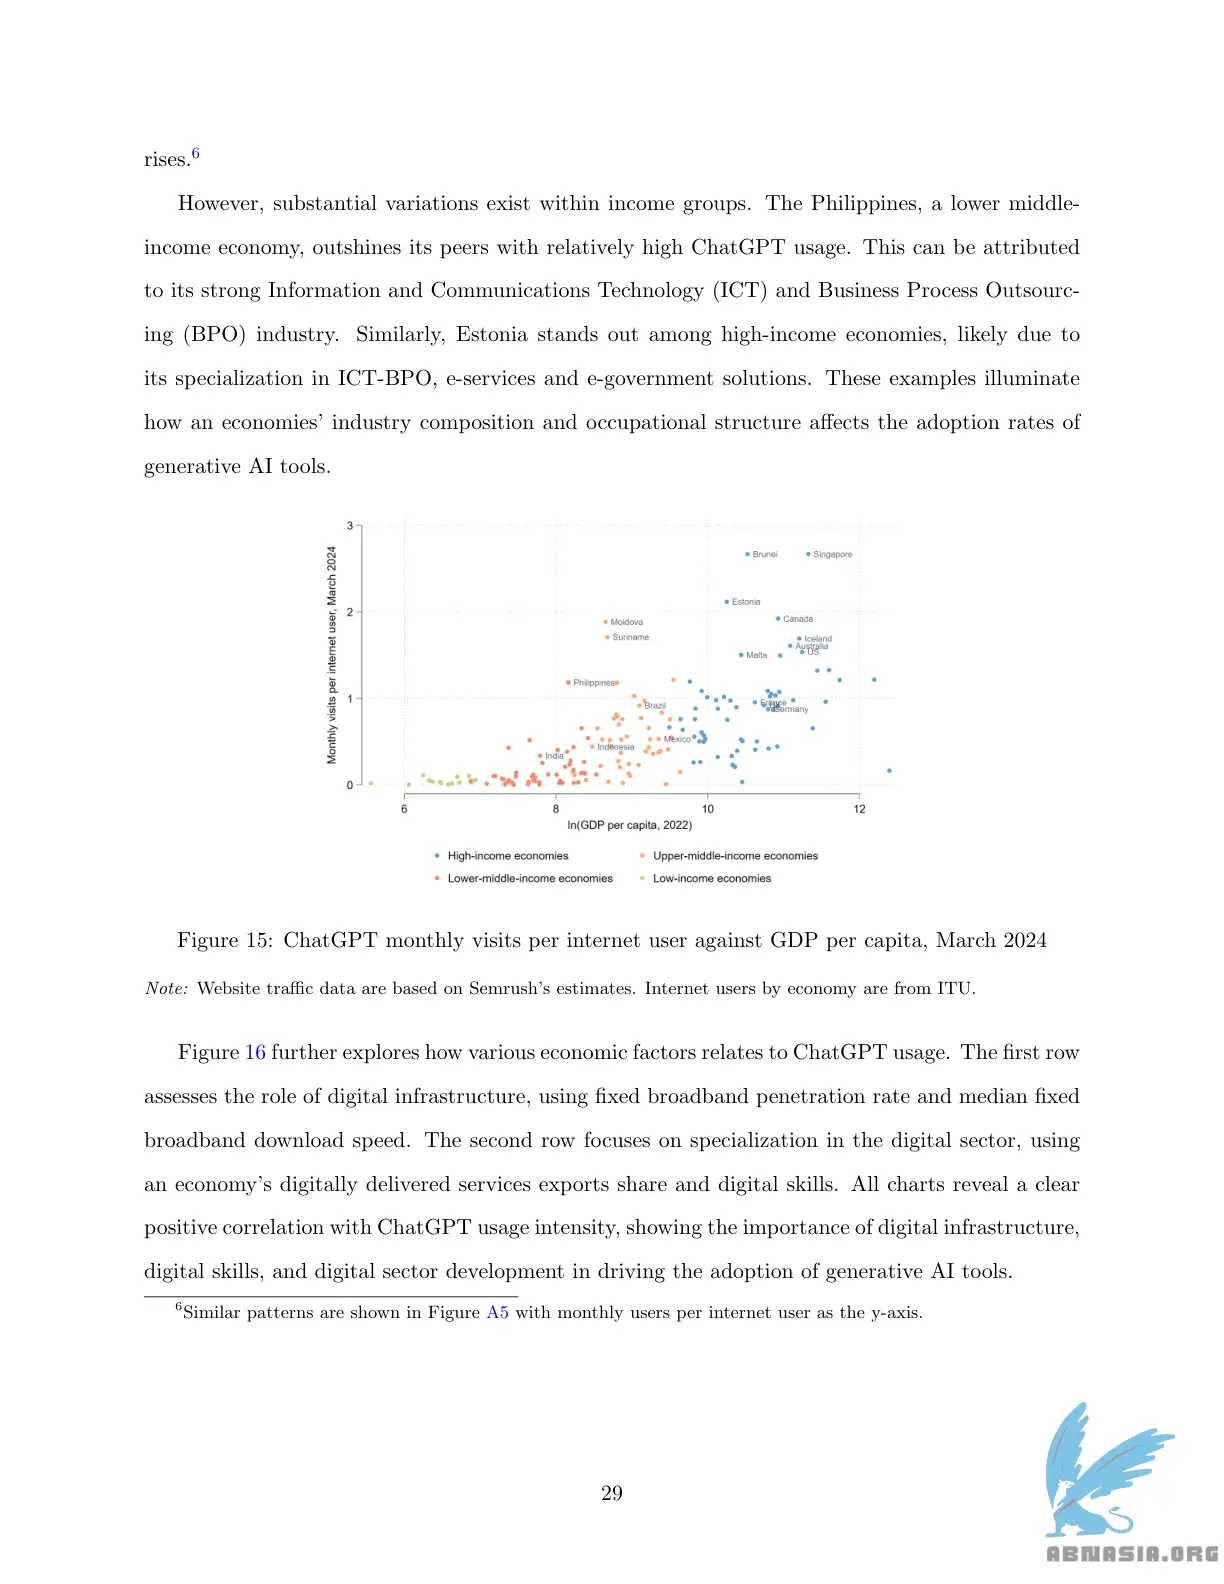 rises.6
However, substantial variations exist within income groups. The Philippines, a lower middle-
income economy, outshines its peers with relatively high ChatGPT usage. This can be attributed
to its strong Information and Communications Technology (ICT) and Business Process Outsourc-
ing (BPO) industry. Similarly, Estonia stands out among high-income economies, likely due to
its specialization in ICT-BPO, e-services and e-government solutions. These examples illuminate
how an economies' industry composition and occupational structure affects the adoption rates of
generative AI tools.
Monthly visits per internet user, March 2024
3
2
1
0
Brunei
Singapore
Estonia
Canada
Moldova
Suriname
Iceland
Australia
US
Malta
Philippines
Brazil
France
UK
Germany
Mexico
Indonesia
India
6
8
10
12
ln(GDP per capita, 2022)
High-income economies
Upper-middle-income economies
Lower-middle-income economies
Low-income economies
Figure 15: ChatGPT monthly visits per internet user against GDP per capita, March 2024
Note: Website traffic data are based on Semrush's estimates. Internet users by economy are from ITU.
Figure 16 further explores how various economic factors relates to ChatGPT usage. The first row
assesses the role of digital infrastructure, using fixed broadband penetration rate and median fixed
broadband download speed. The second row focuses on specialization in the digital sector, using
an economy's digitally delivered services exports share and digital skills. All charts reveal a clear
positive correlation with ChatGPT usage intensity, showing the importance of digital infrastructure,
digital skills, and digital sector development in driving the adoption of generative AI tools.
6Similar patterns are shown in Figure A5 with monthly users per internet user as the y-axis.
29
ABNASIA.ORG